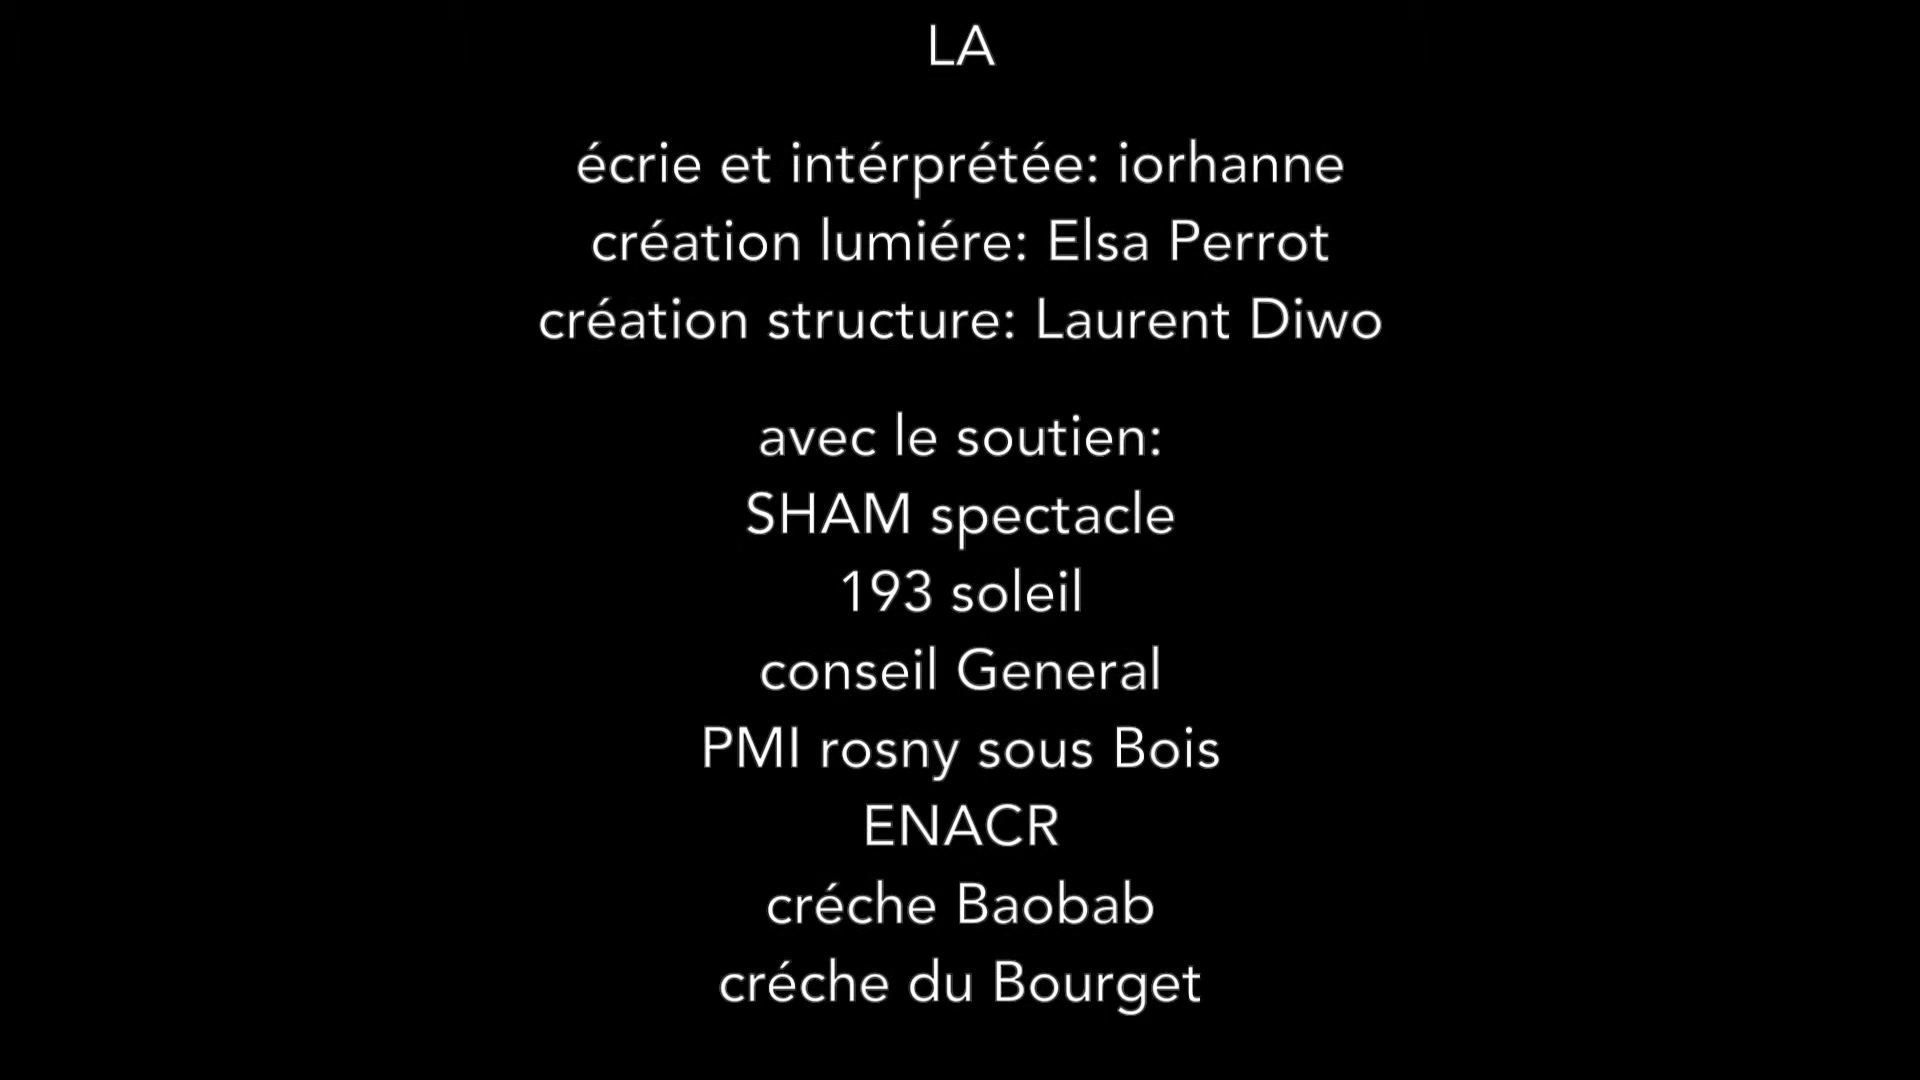 LA
écrie et intérprétée: iorhanne
création lumiére: Elsa Perrot
création structure: Laurent Diwo
avec le soutien:
SHAM spectacle
193 soleil
conseil General
PMI rosny sous Bois
ENACR
créche Baobab
créche du Bourget